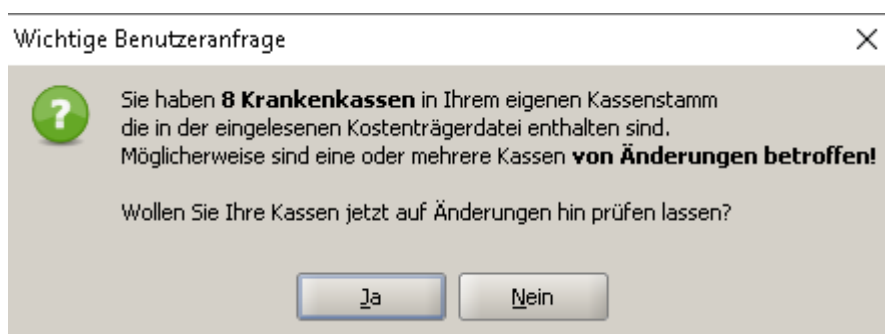 Wichtige Benutzeranfrage
Sie haben 8 Krankenkassen in Ihrem eigenen Kassenstamm
die in der eingelesenen Kostenträgerdatei enthalten sind.
Möglicherweise sind eine oder mehrere Kassen von Änderungen betroffen!
Wollen Sie Ihre Kassen jetzt auf Änderungen hin prüfen lassen?
Ja
Nein